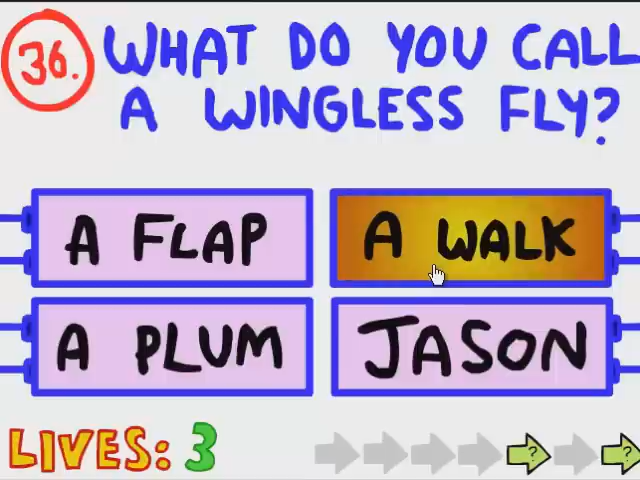 36.
WHAT DO YOU CALL
A WINGLESS FLY?
A FLAP
A WALK
A PLUM
JASON
LIVES: 3
? ?